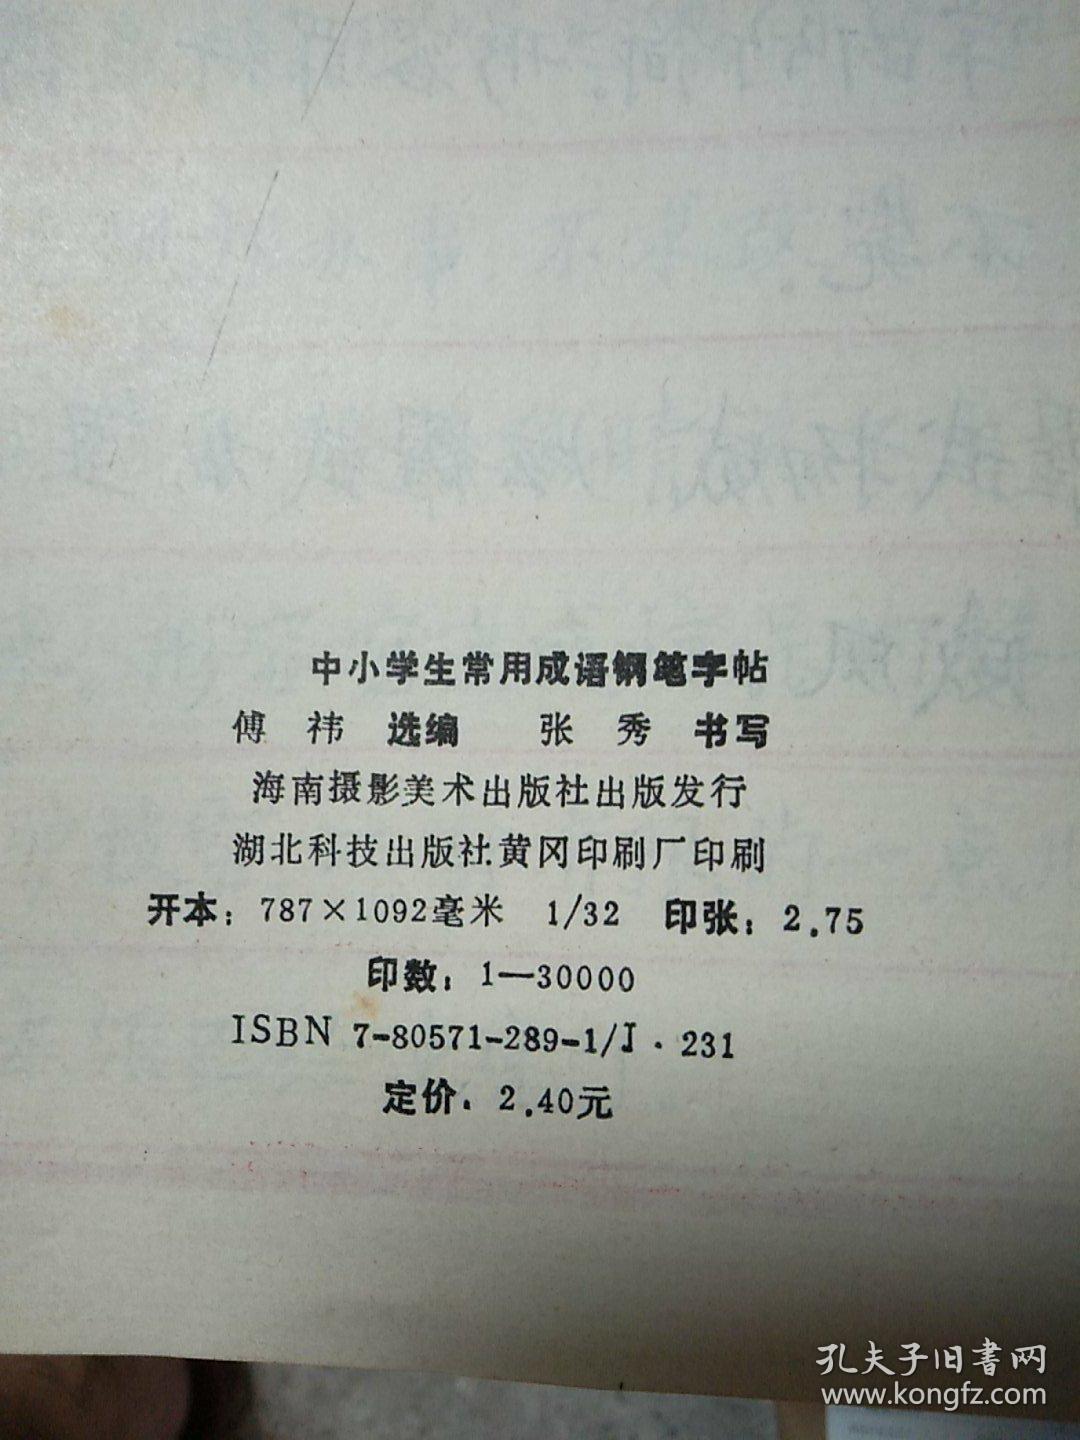 中小学生常用成语钢笔字帖
傅 祎 选编 张 秀 书写
海南摄影美术出版社出版发行
湖北科技出版社黄冈印刷厂印刷
开本：787×1092毫米 1/32 印张：2.75
印数：1—30000
ISBN 7-80571-289-1/J·231
定价．2.40元
孔夫子旧書网
www.kongfz.com